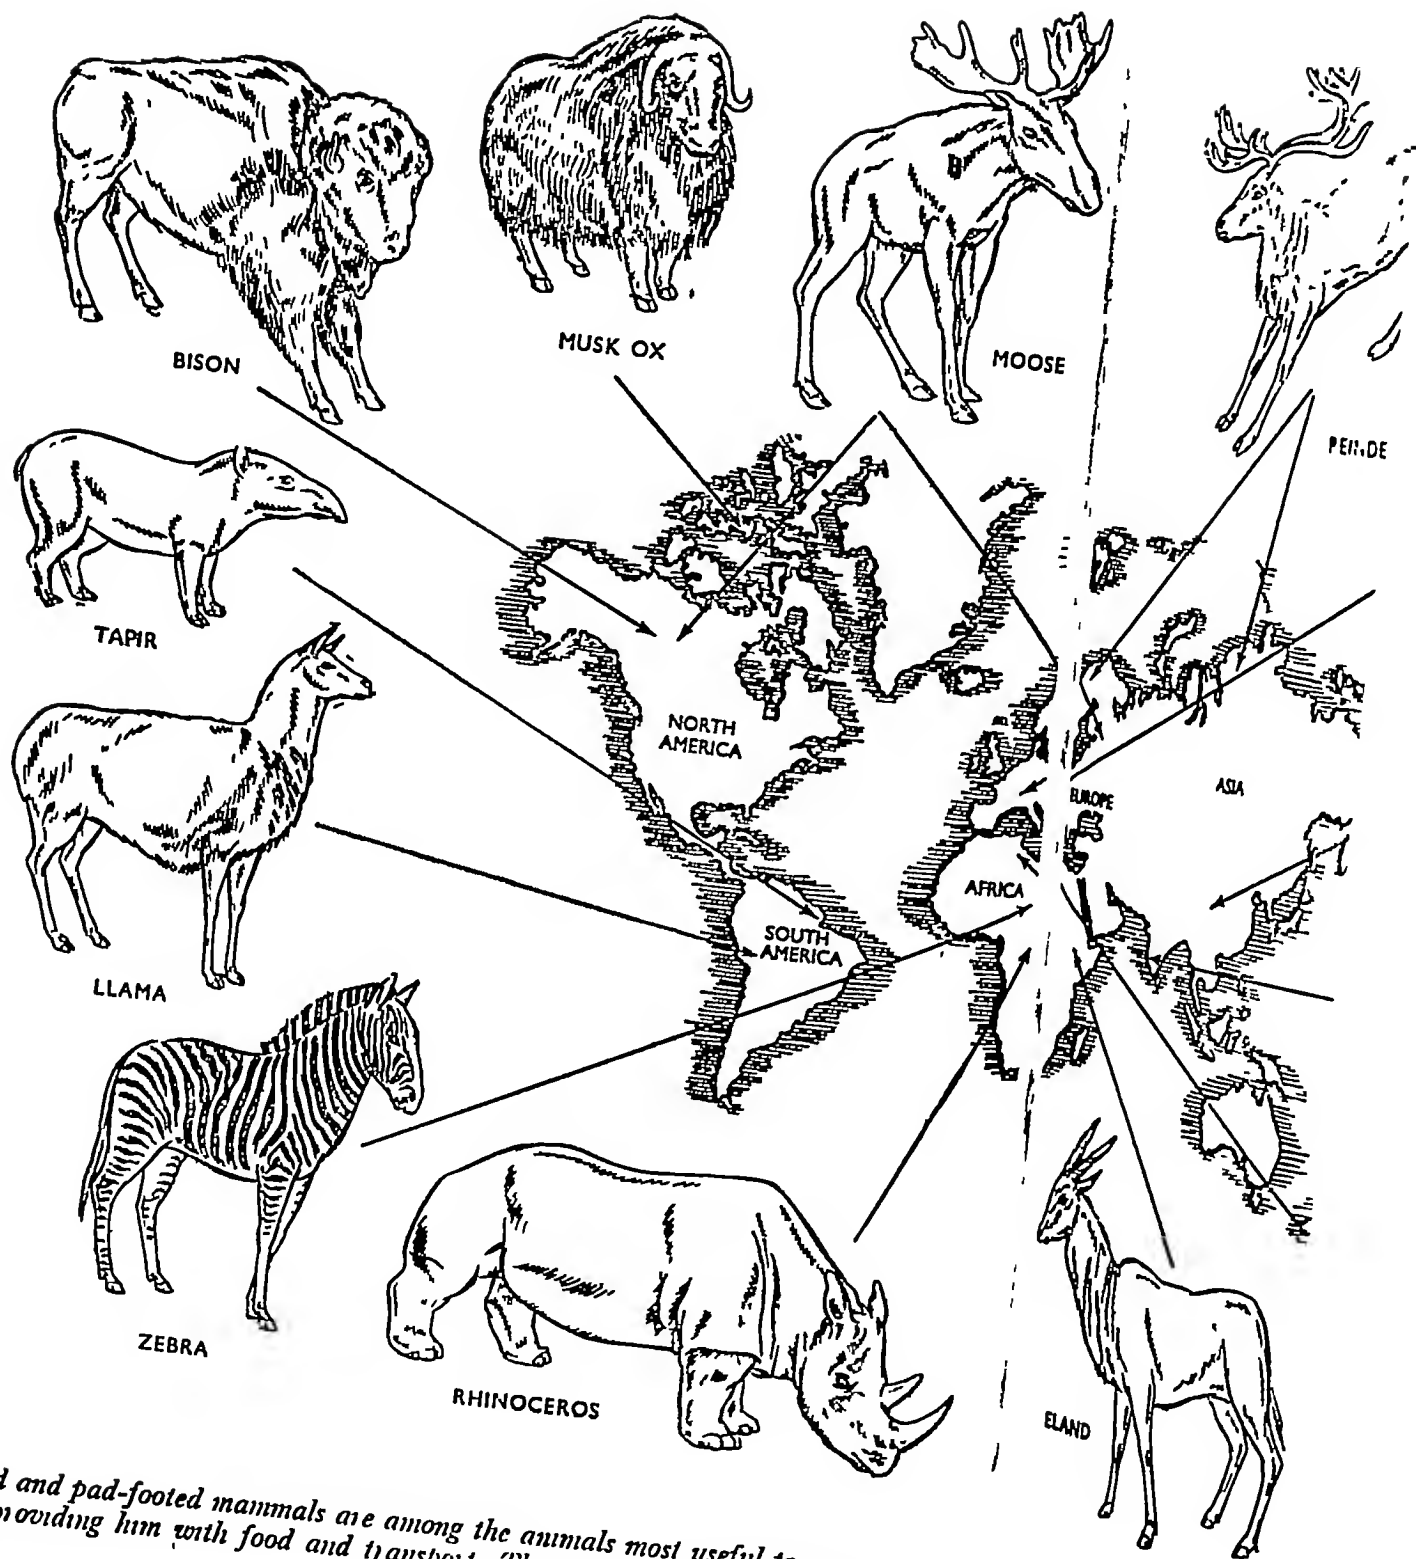 BISON
MUSK OX
MOOSE
TAPIR
NORTH
AMERICA
ASIA
EUROPE
AFRICA
SOUTH
AMERICA
LLAMA
ZEBRA
RHINOCEROS
ELAND
and pad-footed mammals are among the animals most useful
providing him with food and transport.